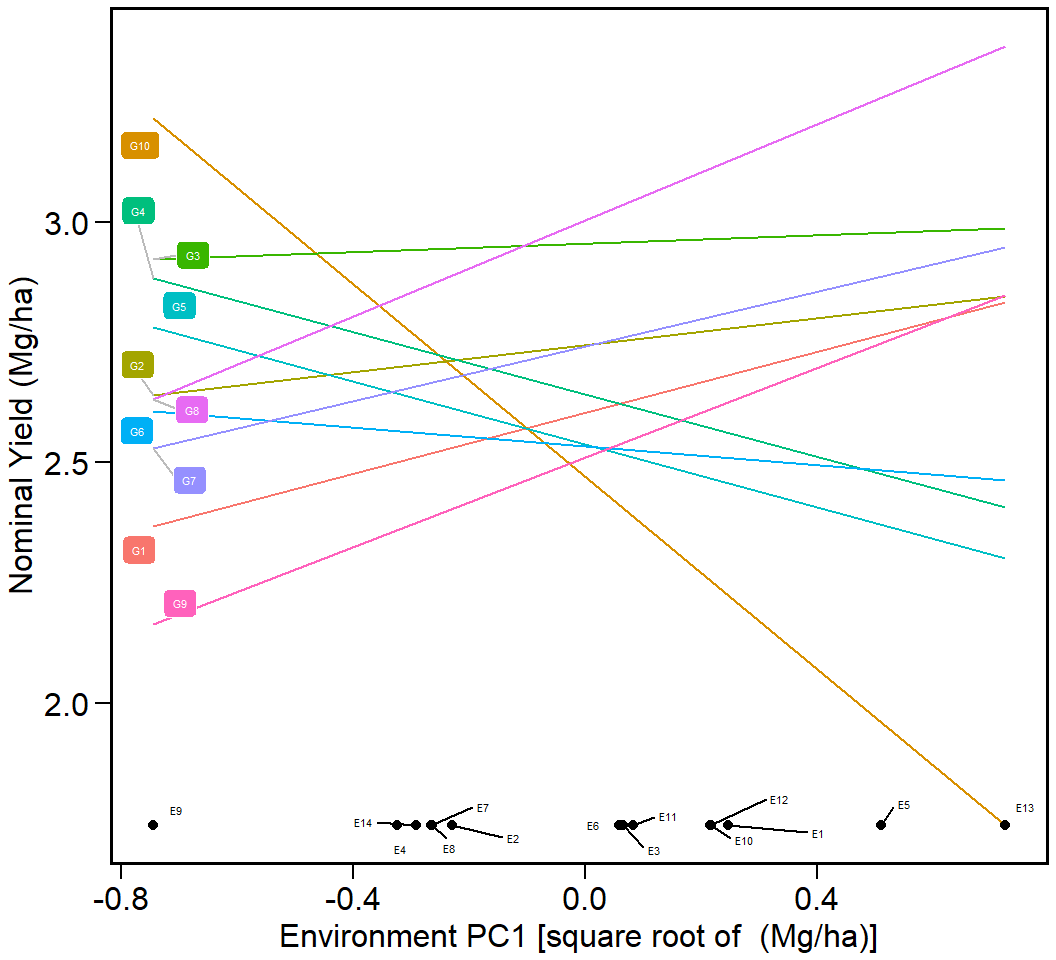 G10
G4
3.0
G3
G5
G2
G8
G6
2.5
G7
G1
G9
2.0
E9
E14
E4
E7
E8
E2
E6
E11
E3
E12
E10
E1
E5
E13
-0.8
-0.4
0.0
0.4
Environment PC1 [square root of  (Mg/ha)]
Nominal Yield (Mg/ha)